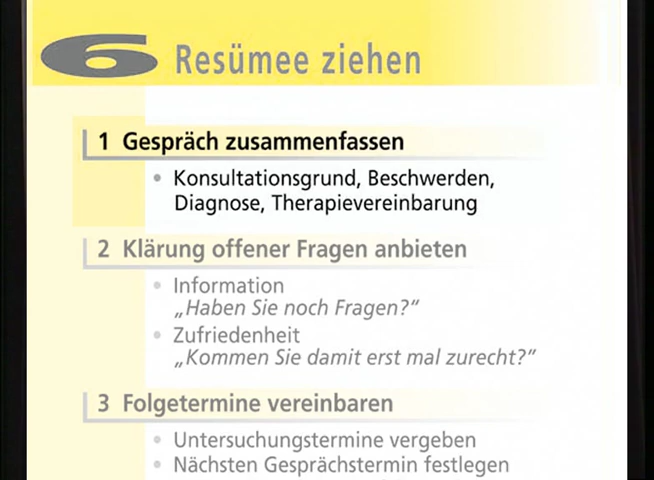 6 Resümee ziehen
1 Gespräch zusammenfassen
• Konsultationsgrund, Beschwerden,
Diagnose, Therapievereinbarung
2 Klärung offener Fragen anbieten
• Information
„Haben Sie noch Fragen?“
• Zufriedenheit
„Kommen Sie damit erst mal zurecht?“
3 Folgetermine vereinbaren
• Untersuchungstermine vergeben
• Nächsten Gesprächstermin festlegen